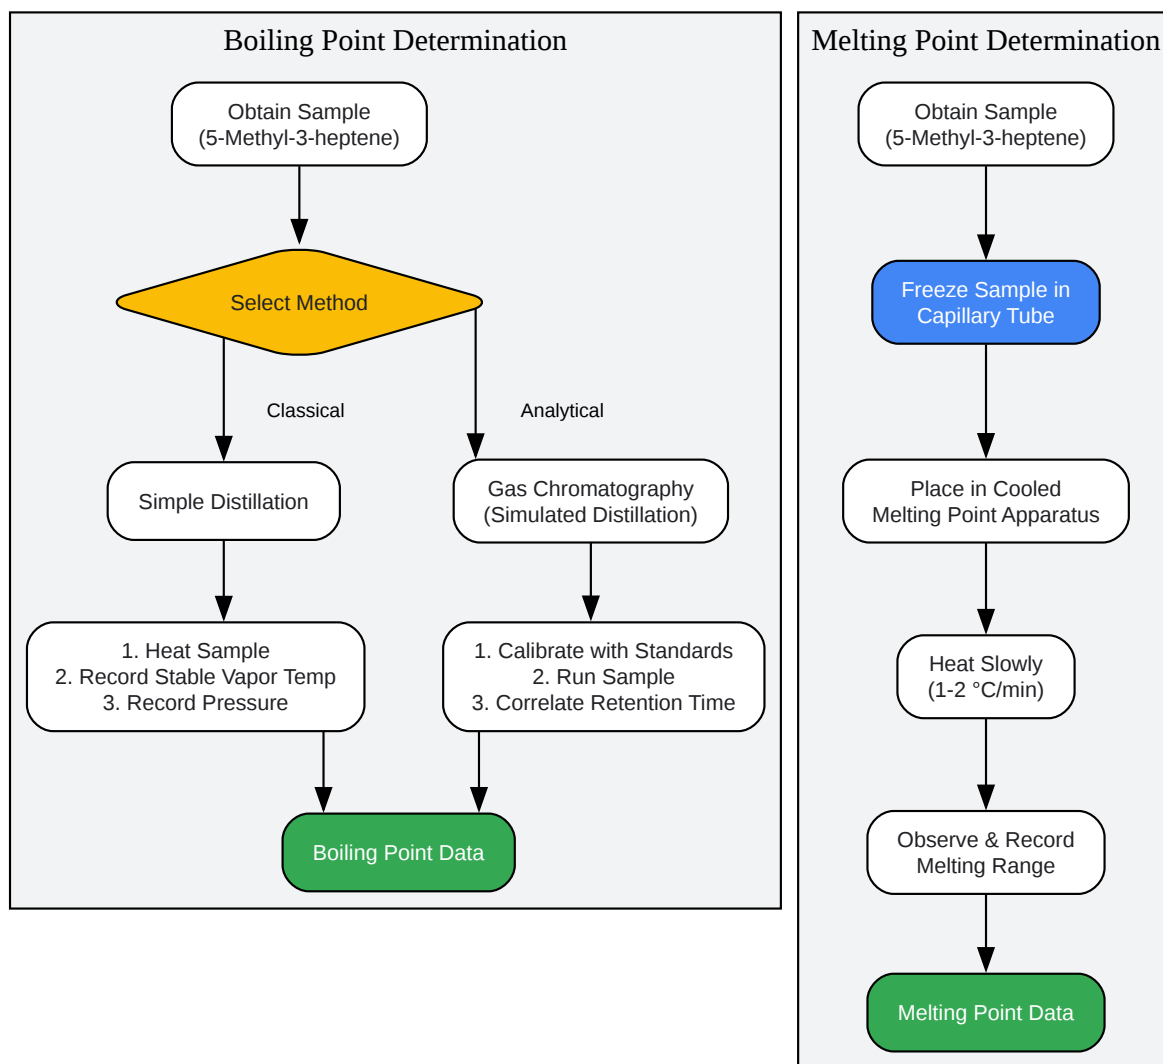 Boiling Point Determination
Obtain Sample
(5-Methyl-3-heptene)
Select Method
Classical
Analytical
Simple Distillation
Gas Chromatography
(Simulated Distillation)
1. Heat Sample
2. Record Stable Vapor Temp
3. Record Pressure
1. Calibrate with Standards
2. Run Sample
3. Correlate Retention Time
Boiling Point Data
Melting Point Determination
Obtain Sample
(5-Methyl-3-heptene)
Freeze Sample in
Capillary Tube
Place in Cooled
Melting Point Apparatus
Heat Slowly
(1-2 °C/min)
Observe & Record
Melting Range
Melting Point Data